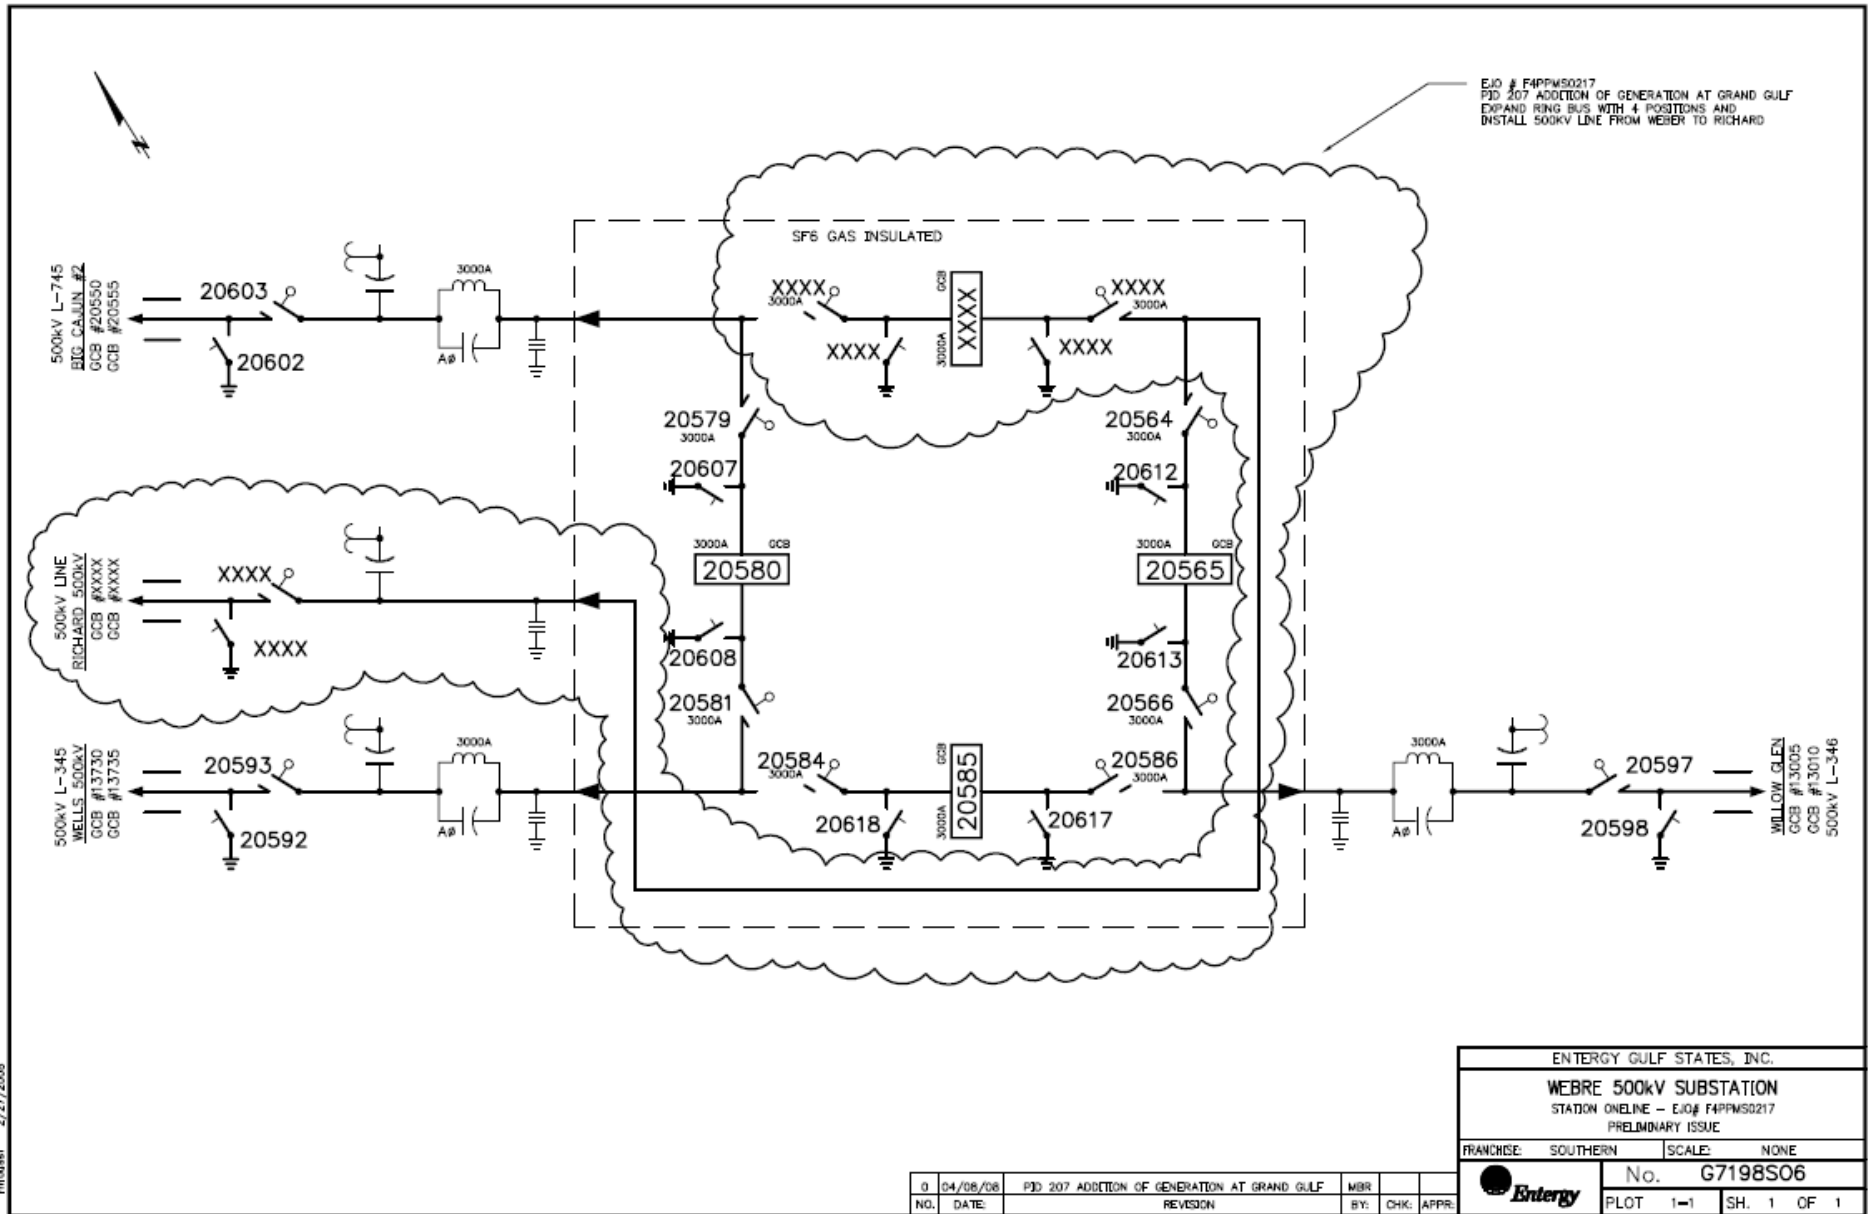 EJO # F4PPMS0217
PID 207 ADDITION OF GENERATION AT GRAND GULF
EXPAND RING BUS WITH 4 POSITIONS AND
INSTALL 500KV LINE FROM WEBER TO RICHARD
SF6 GAS INSULATED
500kV L-745
BIG CAJUN #2
GCB #20550
GCB #20555
20603
20602
3000A
AØ
XXXX
3000A
XXXX
GCB
XXXX
3000A
XXXX
3000A
XXXX
20579
3000A
20564
3000A
20607
20612
3000A
GCB
20580
3000A
GCB
20565
500kV LINE
RICHARD 500kV
GCB #XXXX
GCB #XXXX
XXXX
XXXX
20608
20613
20581
3000A
20566
3000A
500kV L-345
WELLS 500kV
GCB #13730
GCB #13735
20593
20592
3000A
AØ
20584
3000A
20618
GCB
20585
3000A
20586
3000A
20617
3000A
AØ
20597
20598
WILLOW GLEN
GCB #13005
GCB #13010
500kV L-346
ENTERGY GULF STATES, INC.
WEBRE 500kV SUBSTATION
STATION ONELINE - EJO# F4PPMS0217
PRELIMINARY ISSUE
FRANCHISE: SOUTHERN
SCALE: NONE
Entergy
No. G7198S06
PLOT 1=1
SH. 1 OF 1
0 04/08/08 PID 207 ADDITION OF GENERATION AT GRAND GULF MBR
NO. DATE: REVISION BY: CHK: APPR: